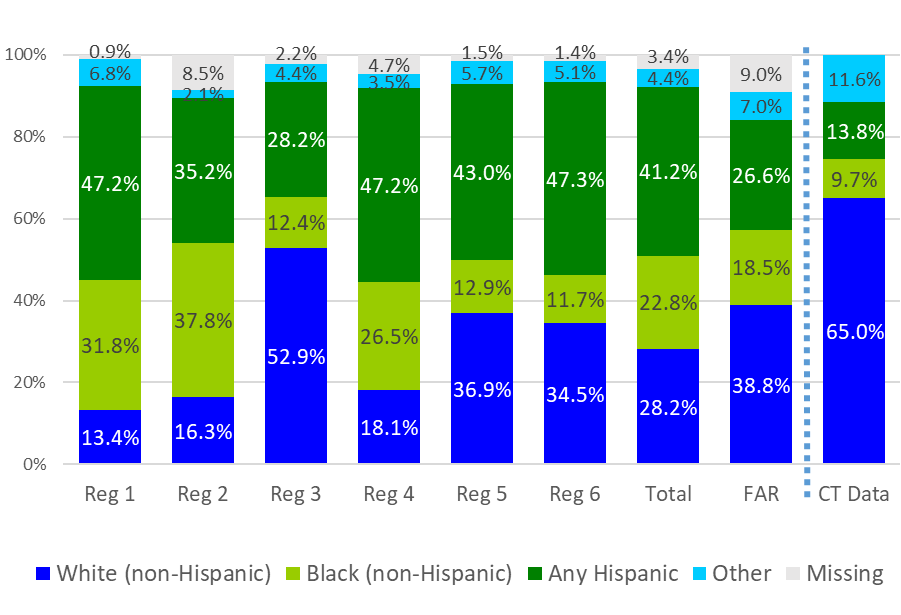 0.9% 2.2% 1.5% 1.4% 3.4%
100%
6.8% 8.5% 4.4% 4.7% 5.7% 5.1% 4.4% 9.0% 11.6%
2.1% 3.5% 7.0%
80%
47.2% 35.2% 28.2% 47.2% 43.0% 47.3% 41.2% 26.6% 13.8%
60%
12.4% 9.7%
40%
31.8% 37.8% 52.9% 26.5% 12.9% 11.7% 22.8% 18.5% 65.0%
20%
13.4% 16.3% 18.1% 36.9% 34.5% 28.2% 38.8%
0%
Reg 1 Reg 2 Reg 3 Reg 4 Reg 5 Reg 6 Total FAR CT Data
White (non-Hispanic) Black (non-Hispanic) Any Hispanic Other Missing